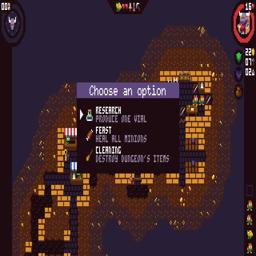 Choose an option
RESEARCH
PRODUCE ONE VIAL
FEAST
HEAL ALL MINIONS
CLEANING
DESTROY DUNGEON'S ITEMS